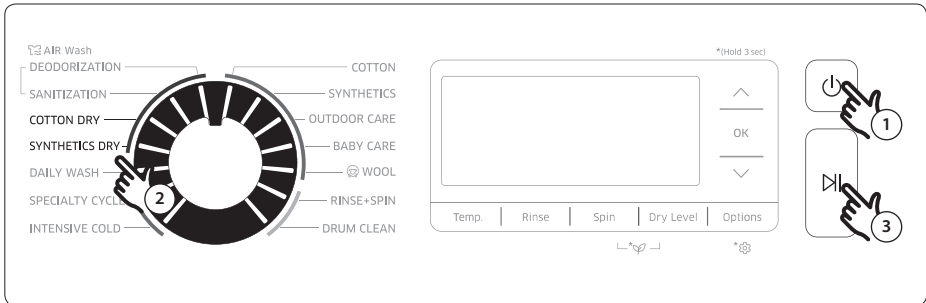 AIR Wash
DEODORIZATION
SANITIZATION
COTTON DRY
SYNTHETICS DRY
DAILY WASH
SPECIALTY CYCLE
INTENSIVE COLD
COTTON
SYNTHETICS
OUTDOOR CARE
BABY CARE
WOOL
RINSE+SPIN
DRUM CLEAN
2
*(Hold 3 sec)
OK
Temp.
Rinse
Spin
Dry Level
Options
*
*
1
3